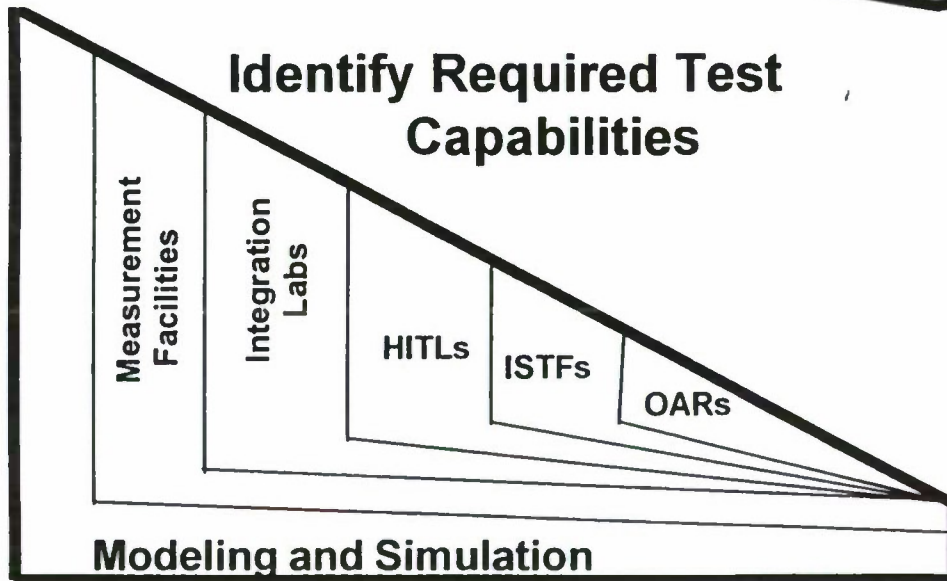 Identify Required Test
Capabilities
Measurement
Facilities
Integration
Labs
HITLs
ISTFs
OARs
Modeling and Simulation